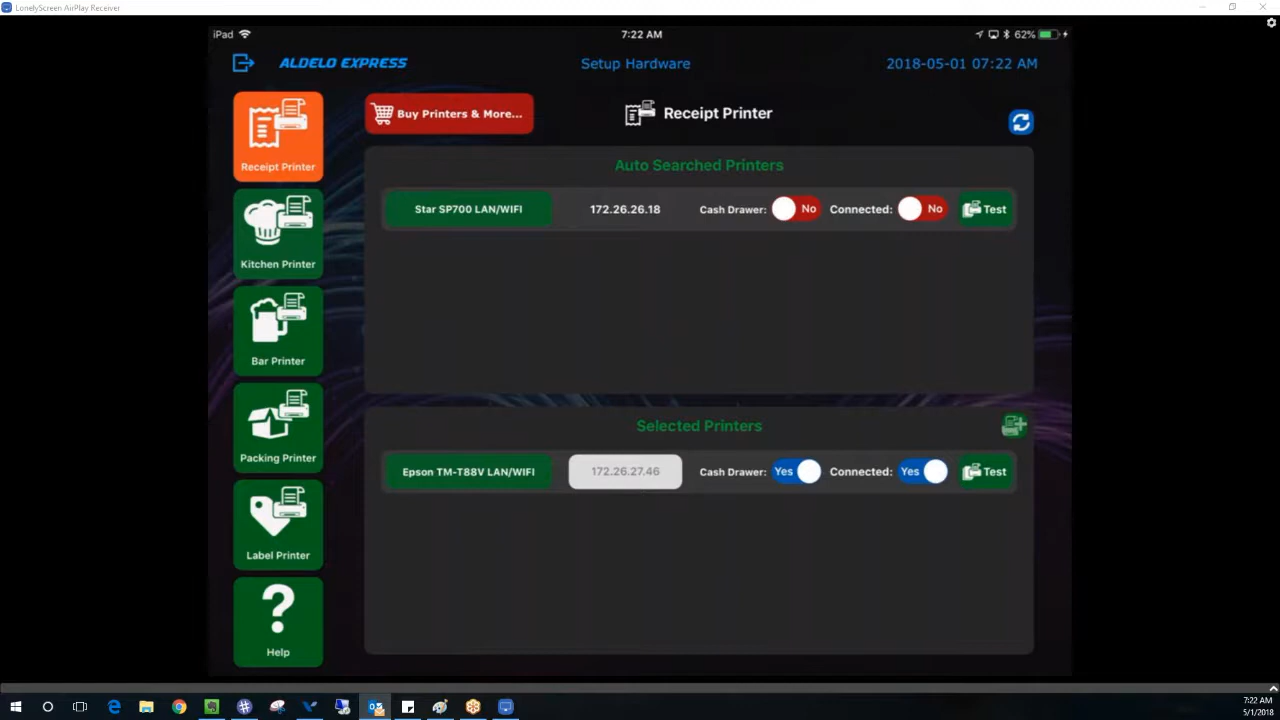 LonelyScreen AirPlay Receiver
iPad 7:22 AM 62%
ALDELO EXPRESS Setup Hardware 2018-05-01 07:22 AM
Receipt Printer
Kitchen Printer
Bar Printer
Packing Printer
Label Printer
? Help
Buy Printers & More... Receipt Printer
Auto Searched Printers
Star SP700 LAN/WIFI 172.26.26.18 Cash Drawer: No Connected: No Test
Selected Printers
Epson TM-T88V LAN/WIFI 172.26.27.46 Cash Drawer: Yes Connected: Yes Test
7:22 AM
5/1/2018